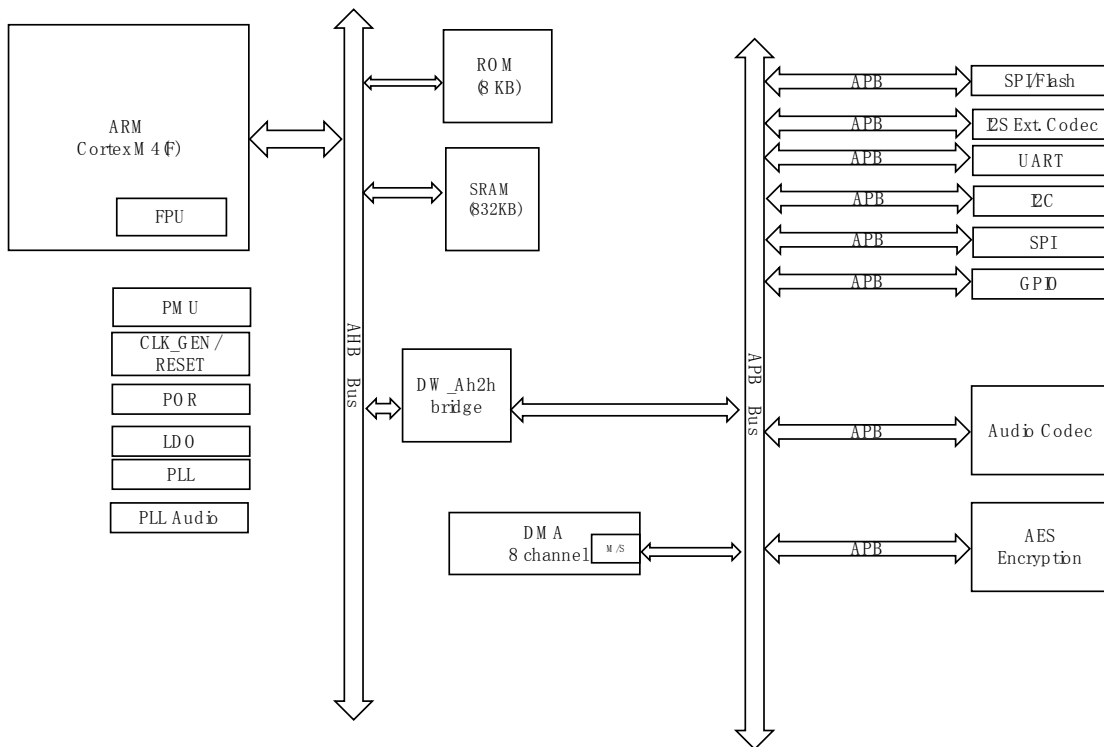 ARM
Cortex M4(F)
FPU
PMU
CLK_GEN /
RESET
POR
LDO
PLL
PLL Audio
AHB Bus
ROM
(8 KB)
SRAM
(832KB)
DW_Ah2h
bridge
DMA
8 channel
M/S
APB Bus
APB
SPI/Flash
APB
I2S Ext. Codec
APB
UART
APB
I2C
APB
SPI
APB
GPIO
APB
Audio Codec
APB
AES
Encryption